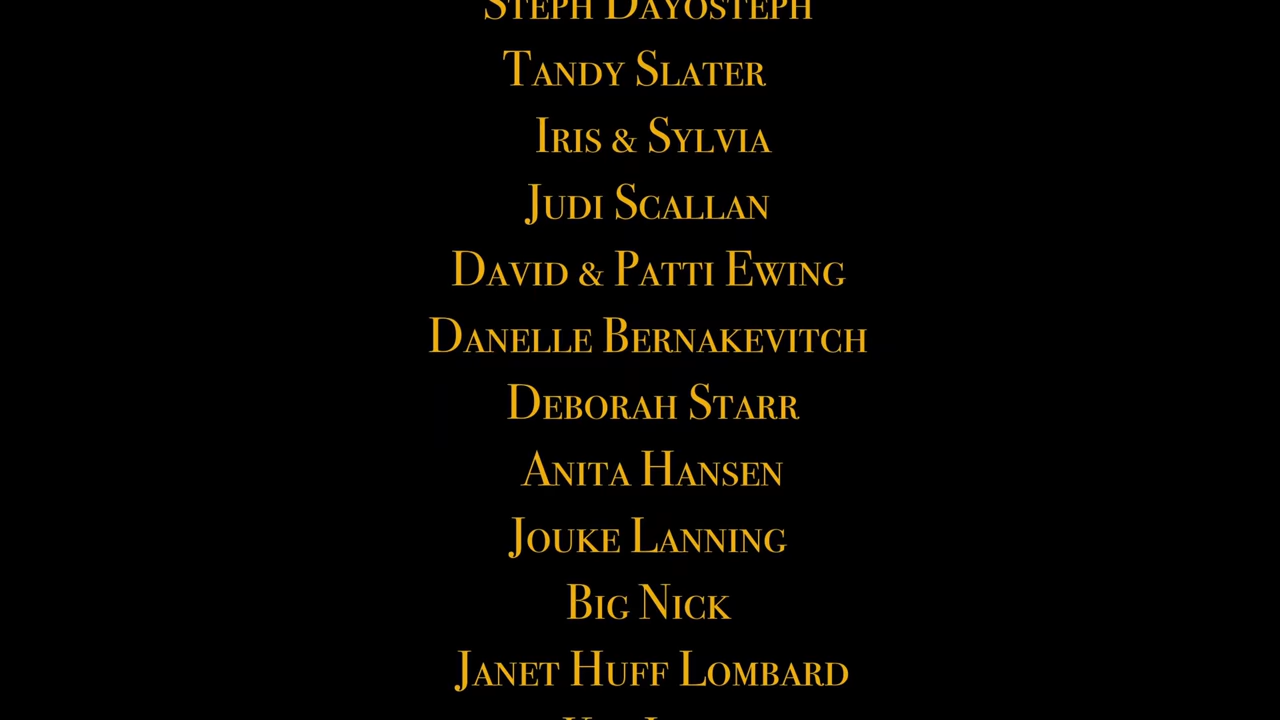 Steph Dayosteph
Tandy Slater
Iris & Sylvia
Judi Scallan
David & Patti Ewing
Danelle Bernakevitch
Deborah Starr
Anita Hansen
Jouke Lanning
Big Nick
Janet Huff Lombard